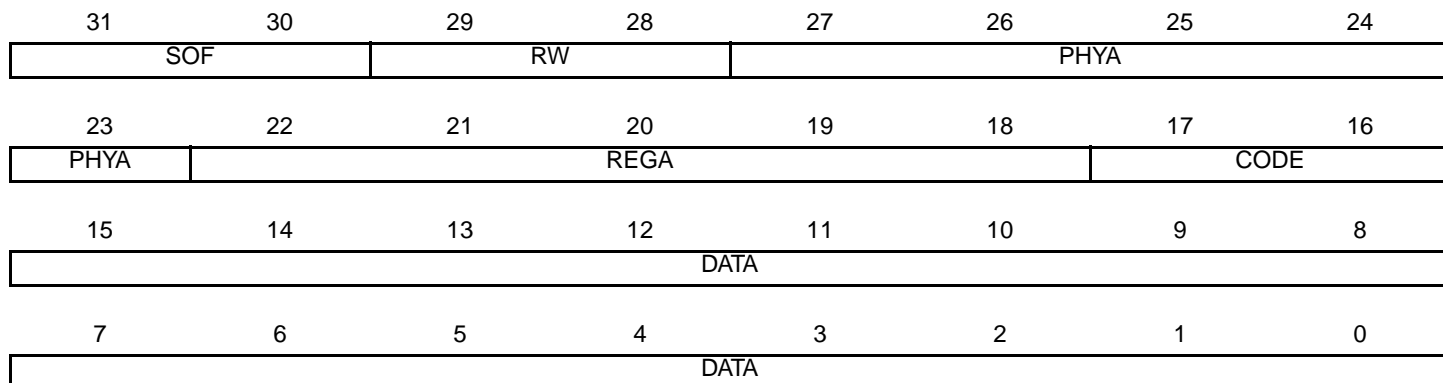 31 30 29 28 27 26 25 24
SOF RW PHYA
23 22 21 20 19 18 17 16
PHYA REGA CODE
15 14 13 12 11 10 9 8
DATA
7 6 5 4 3 2 1 0
DATA